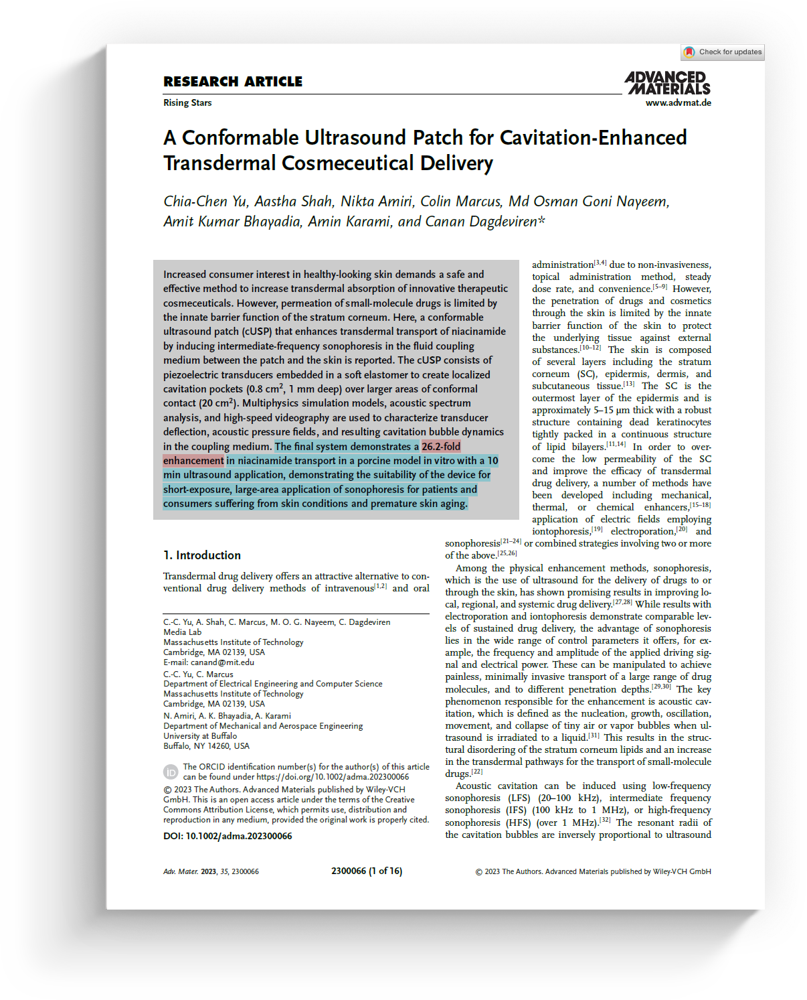 Check for updates
RESEARCH ARTICLE
ADVANCED
MATERIALS
Rising Stars
www.advmat.de
A Conformable Ultrasound Patch for Cavitation-Enhanced
Transdermal Cosmeceutical Delivery
Chia-Chen Yu, Aastha Shah, Nikta Amiri, Colin Marcus, Md Osman Goni Nayeem,
Amit Kumar Bhayadia, Amin Karami, and Canan Dagdeviren*
Increased consumer interest in healthy-looking skin demands a safe and
effective method to increase transdermal absorption of innovative therapeutic
cosmeceuticals. However, permeation of small-molecule drugs is limited by
the innate barrier function of the stratum corneum. Here, a conformable
ultrasound patch (cUSP) that enhances transdermal transport of niacinamide
by inducing intermediate-frequency sonophoresis in the fluid coupling
medium between the patch and the skin is reported. The cUSP consists of
piezoelectric transducers embedded in a soft elastomer to create localized
cavitation pockets (0.8 cm², 1 mm deep) over larger areas of conformal
contact (20 cm²). Multiphysics simulation models, acoustic spectrum
analysis, and high-speed videography are used to characterize transducer
deflection, acoustic pressure fields, and resulting cavitation bubble dynamics
in the coupling medium. The final system demonstrates a 26.2-fold
enhancement in niacinamide transport in a porcine model in vitro with a 10
min ultrasound application, demonstrating the suitability of the device for
short-exposure, large-area application of sonophoresis for patients and
consumers suffering from skin conditions and premature skin aging.
1. Introduction
Transdermal drug delivery offers an attractive alternative to con-
ventional drug delivery methods of intravenous[1,2] and oral
C.-C. Yu, A. Shah, C. Marcus, M. O. G. Nayeem, C. Dagdeviren
Media Lab
Massachusetts Institute of Technology
Cambridge, MA 02139, USA
E-mail: canand@mit.edu
C.-C. Yu, C. Marcus
Department of Electrical Engineering and Computer Science
Massachusetts Institute of Technology
Cambridge, MA 02139, USA
N. Amiri, A. K. Bhayadia, A. Karami
Department of Mechanical and Aerospace Engineering
University at Buffalo
Buffalo, NY 14260, USA
iD
The ORCID identification number(s) for the author(s) of this article
can be found under https://doi.org/10.1002/adma.202300066
© 2023 The Authors. Advanced Materials published by Wiley-VCH
GmbH. This is an open access article under the terms of the Creative
Commons Attribution License, which permits use, distribution and
reproduction in any medium, provided the original work is properly cited.
DOI: 10.1002/adma.202300066
administration[3,4] due to non-invasiveness,
topical administration method, steady
dose rate, and convenience.[5–9] However,
the penetration of drugs and cosmetics
through the skin is limited by the innate
barrier function of the skin to protect
the underlying tissue against external
substances.[10–12] The skin is composed
of several layers including the stratum
corneum (SC), epidermis, dermis, and
subcutaneous tissue.[13] The SC is the
outermost layer of the epidermis and is
approximately 5–15 µm thick with a robust
structure containing dead keratinocytes
tightly packed in a continuous structure
of lipid bilayers.[11,14] In order to over-
come the low permeability of the SC
and improve the efficacy of transdermal
drug delivery, a number of methods have
been developed including mechanical,
thermal, or chemical enhancers,[15–18]
application of electric fields employing
iontophoresis,[19] electroporation,[20] and
sonophoresis[21–24] or combined strategies involving two or more
of the above.[25,26]
Among the physical enhancement methods, sonophoresis,
which is the use of ultrasound for the delivery of drugs to or
through the skin, has shown promising results in improving lo-
cal, regional, and systemic drug delivery.[27,28] While results with
electroporation and iontophoresis demonstrate comparable lev-
els of sustained drug delivery, the advantage of sonophoresis
lies in the wide range of control parameters it offers, for ex-
ample, the frequency and amplitude of the applied driving sig-
nal and electrical power. These can be manipulated to achieve
painless, minimally invasive transport of a large range of drug
molecules, and to different penetration depths.[29,30] The key
phenomenon responsible for the enhancement is acoustic cav-
itation, which is defined as the nucleation, growth, oscillation,
movement, and collapse of tiny air or vapor bubbles when ul-
trasound is irradiated to a liquid.[31] This results in the struc-
tural disordering of the stratum corneum lipids and an increase
in the transdermal pathways for the transport of small-molecule
drugs.[22]
Acoustic cavitation can be induced using low-frequency
sonophoresis (LFS) (20–100 kHz), intermediate frequency
sonophoresis (IFS) (100 kHz to 1 MHz), or high-frequency
sonophoresis (HFS) (over 1 MHz).[32] The resonant radii of
the cavitation bubbles are inversely proportional to ultrasound
Adv. Mater. 2023, 35, 2300066
2300066 (1 of 16)
© 2023 The Authors. Advanced Materials published by Wiley-VCH GmbH